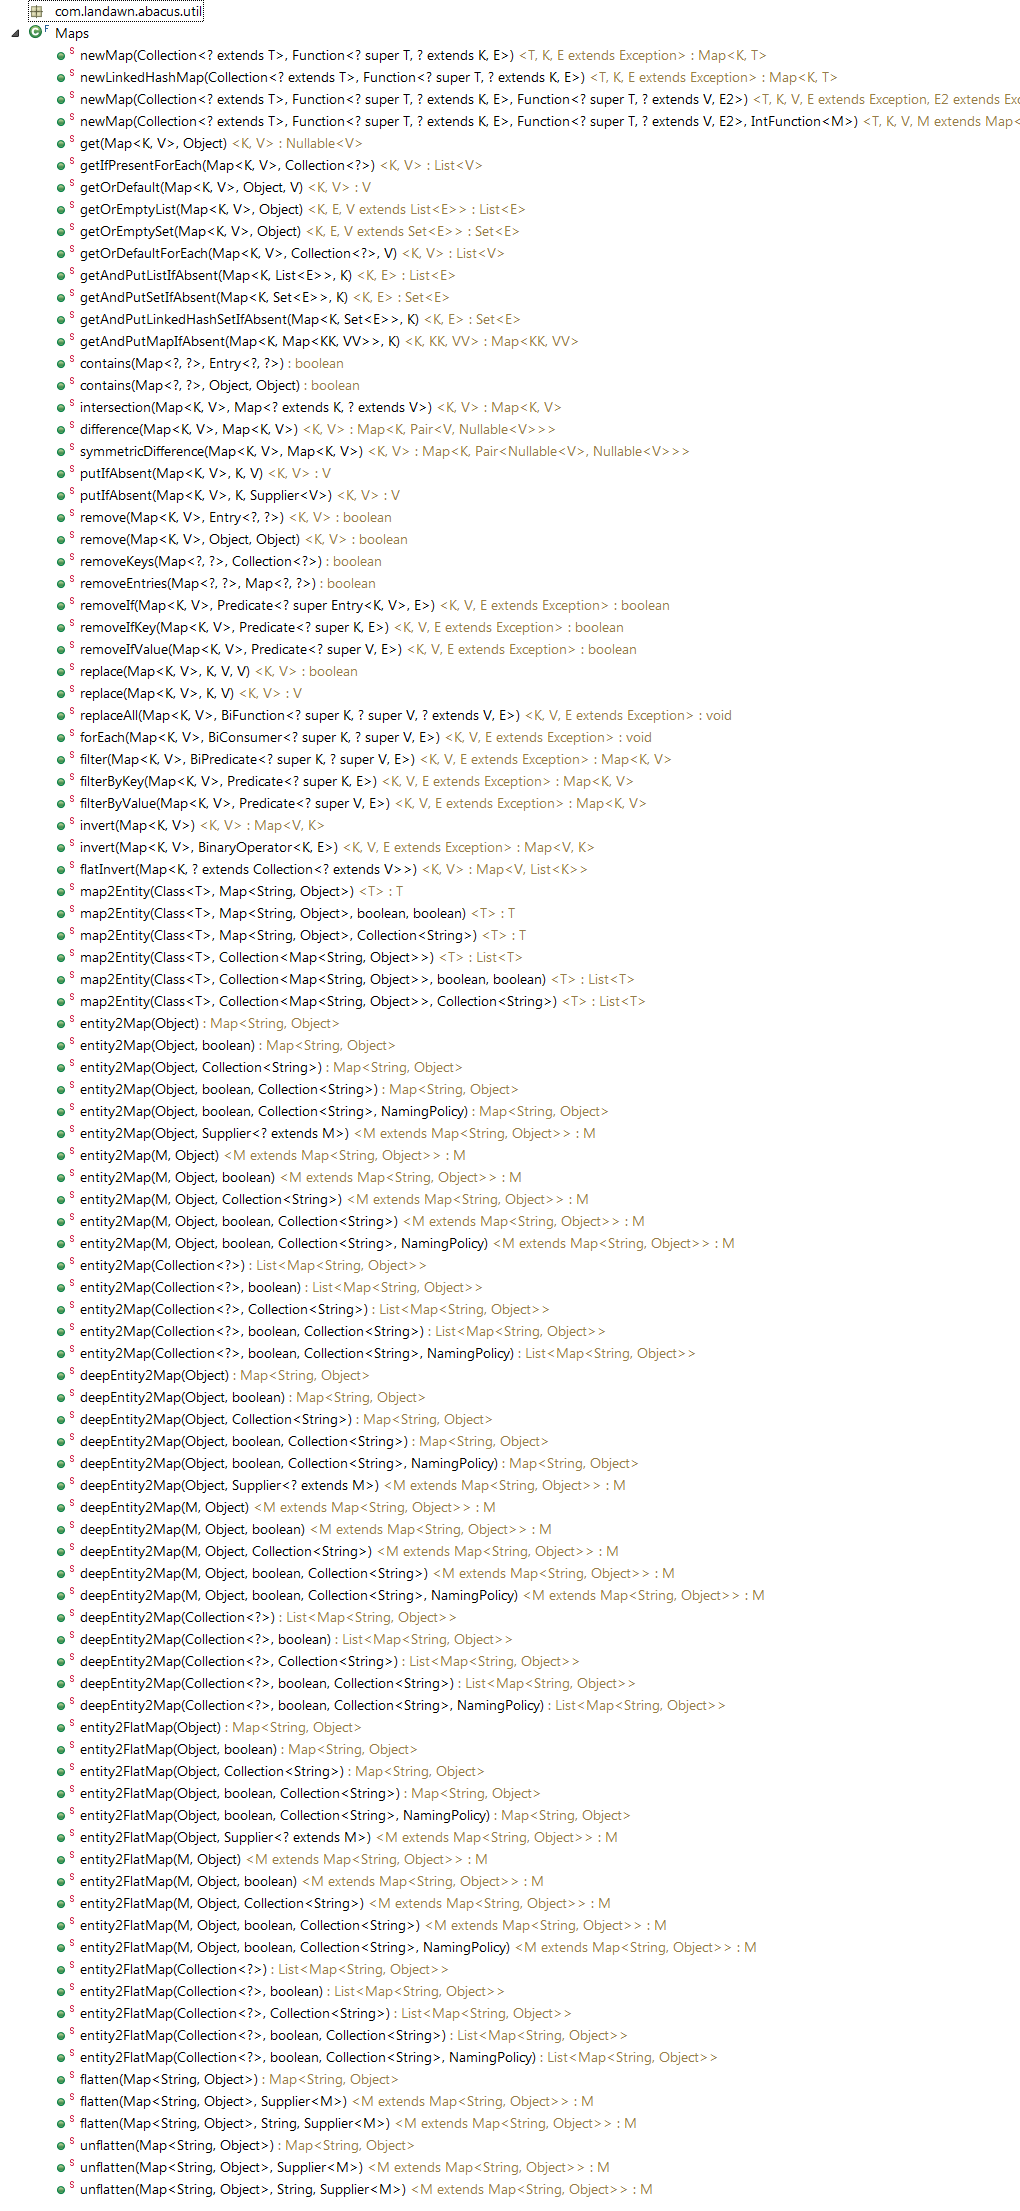 com.landawn.abacus.util
Maps
newMap(Collection<? extends T>, Function<? super T, ? extends K, E>) <T, K, E extends Exception> : Map<K, T>
newLinkedHashMap(Collection<? extends T>, Function<? super T, ? extends K, E>) <T, K, E extends Exception> : Map<K, T>
newMap(Collection<? extends T>, Function<? super T, ? extends K, E>, Function<? super T, ? extends V, E2>) <T, K, V, E extends Exception, E2 extends Exc
newMap(Collection<? extends T>, Function<? super T, ? extends K, E>, Function<? super T, ? extends V, E2>, IntFunction<M>) <T, K, V, M extends Map<
get(Map<K, V>, Object) <K, V> : Nullable<V>
getIfPresentForEach(Map<K, V>, Collection<?>) <K, V> : List<V>
getOrDefault(Map<K, V>, Object, V) <K, V> : V
getOrEmptyList(Map<K, V>, Object) <K, E, V extends List<E>> : List<E>
getOrEmptySet(Map<K, V>, Object) <K, E, V extends Set<E>> : Set<E>
getOrDefaultForEach(Map<K, V>, Collection<?>, V) <K, V> : List<V>
getAndPutListIfAbsent(Map<K, List<E>>, K) <K, E> : List<E>
getAndPutSetIfAbsent(Map<K, Set<E>>, K) <K, E> : Set<E>
getAndPutLinkedHashSetIfAbsent(Map<K, Set<E>>, K) <K, E> : Set<E>
getAndPutMapIfAbsent(Map<K, Map<KK, VV>>, K) <K, KK, VV> : Map<KK, VV>
contains(Map<?, ?>, Entry<?, ?>) : boolean
contains(Map<?, ?>, Object, Object) : boolean
intersection(Map<K, V>, Map<? extends K, ? extends V>) <K, V> : Map<K, V>
difference(Map<K, V>, Map<K, V>) <K, V> : Map<K, Pair<V, Nullable<V>>>
symmetricDifference(Map<K, V>, Map<K, V>) <K, V> : Map<K, Pair<Nullable<V>, Nullable<V>>>
putIfAbsent(Map<K, V>, K, V) <K, V> : V
putIfAbsent(Map<K, V>, K, Supplier<V>) <K, V> : V
remove(Map<K, V>, Entry<?, ?>) <K, V> : boolean
remove(Map<K, V>, Object, Object) <K, V> : boolean
removeKeys(Map<?, ?>, Collection<?>) : boolean
removeEntries(Map<?, ?>, Map<?, ?>) : boolean
removeIf(Map<K, V>, Predicate<? super Entry<K, V>, E>) <K, V, E extends Exception> : boolean
removeIfKey(Map<K, V>, Predicate<? super K, E>) <K, V, E extends Exception> : boolean
removeIfValue(Map<K, V>, Predicate<? super V, E>) <K, V, E extends Exception> : boolean
replace(Map<K, V>, K, V, V) <K, V> : boolean
replace(Map<K, V>, K, V) <K, V> : V
replaceAll(Map<K, V>, BiFunction<? super K, ? super V, ? extends V, E>) <K, V, E extends Exception> : void
forEach(Map<K, V>, BiConsumer<? super K, ? super V, E>) <K, V, E extends Exception> : void
filter(Map<K, V>, BiPredicate<? super K, ? super V, E>) <K, V, E extends Exception> : Map<K, V>
filterByKey(Map<K, V>, Predicate<? super K, E>) <K, V, E extends Exception> : Map<K, V>
filterByValue(Map<K, V>, Predicate<? super V, E>) <K, V, E extends Exception> : Map<K, V>
invert(Map<K, V>) <K, V> : Map<V, K>
invert(Map<K, V>, BinaryOperator<K, E>) <K, V, E extends Exception> : Map<V, K>
flatInvert(Map<K, ? extends Collection<? extends V>>) <K, V> : Map<V, List<K>>
map2Entity(Class<T>, Map<String, Object>) <T> : T
map2Entity(Class<T>, Map<String, Object>, boolean, boolean) <T> : T
map2Entity(Class<T>, Map<String, Object>, Collection<String>) <T> : T
map2Entity(Class<T>, Collection<Map<String, Object>>) <T> : List<T>
map2Entity(Class<T>, Collection<Map<String, Object>>, boolean, boolean) <T> : List<T>
map2Entity(Class<T>, Collection<Map<String, Object>>, Collection<String>) <T> : List<T>
entity2Map(Object) : Map<String, Object>
entity2Map(Object, boolean) : Map<String, Object>
entity2Map(Object, Collection<String>) : Map<String, Object>
entity2Map(Object, boolean, Collection<String>) : Map<String, Object>
entity2Map(Object, boolean, Collection<String>, NamingPolicy) : Map<String, Object>
entity2Map(Object, Supplier<? extends M>) <M extends Map<String, Object>> : M
entity2Map(M, Object) <M extends Map<String, Object>> : M
entity2Map(M, Object, boolean) <M extends Map<String, Object>> : M
entity2Map(M, Object, Collection<String>) <M extends Map<String, Object>> : M
entity2Map(M, Object, boolean, Collection<String>) <M extends Map<String, Object>> : M
entity2Map(M, Object, boolean, Collection<String>, NamingPolicy) <M extends Map<String, Object>> : M
entity2Map(Collection<?>) : List<Map<String, Object>>
entity2Map(Collection<?>, boolean) : List<Map<String, Object>>
entity2Map(Collection<?>, Collection<String>) : List<Map<String, Object>>
entity2Map(Collection<?>, boolean, Collection<String>) : List<Map<String, Object>>
entity2Map(Collection<?>, boolean, Collection<String>, NamingPolicy) : List<Map<String, Object>>
deepEntity2Map(Object) : Map<String, Object>
deepEntity2Map(Object, boolean) : Map<String, Object>
deepEntity2Map(Object, Collection<String>) : Map<String, Object>
deepEntity2Map(Object, boolean, Collection<String>) : Map<String, Object>
deepEntity2Map(Object, boolean, Collection<String>, NamingPolicy) : Map<String, Object>
deepEntity2Map(Object, Supplier<? extends M>) <M extends Map<String, Object>> : M
deepEntity2Map(M, Object) <M extends Map<String, Object>> : M
deepEntity2Map(M, Object, boolean) <M extends Map<String, Object>> : M
deepEntity2Map(M, Object, Collection<String>) <M extends Map<String, Object>> : M
deepEntity2Map(M, Object, boolean, Collection<String>) <M extends Map<String, Object>> : M
deepEntity2Map(M, Object, boolean, Collection<String>, NamingPolicy) <M extends Map<String, Object>> : M
deepEntity2Map(Collection<?>) : List<Map<String, Object>>
deepEntity2Map(Collection<?>, boolean) : List<Map<String, Object>>
deepEntity2Map(Collection<?>, Collection<String>) : List<Map<String, Object>>
deepEntity2Map(Collection<?>, boolean, Collection<String>) : List<Map<String, Object>>
deepEntity2Map(Collection<?>, boolean, Collection<String>, NamingPolicy) : List<Map<String, Object>>
entity2FlatMap(Object) : Map<String, Object>
entity2FlatMap(Object, boolean) : Map<String, Object>
entity2FlatMap(Object, Collection<String>) : Map<String, Object>
entity2FlatMap(Object, boolean, Collection<String>) : Map<String, Object>
entity2FlatMap(Object, boolean, Collection<String>, NamingPolicy) : Map<String, Object>
entity2FlatMap(Object, Supplier<? extends M>) <M extends Map<String, Object>> : M
entity2FlatMap(M, Object) <M extends Map<String, Object>> : M
entity2FlatMap(M, Object, boolean) <M extends Map<String, Object>> : M
entity2FlatMap(M, Object, Collection<String>) <M extends Map<String, Object>> : M
entity2FlatMap(M, Object, boolean, Collection<String>) <M extends Map<String, Object>> : M
entity2FlatMap(M, Object, boolean, Collection<String>, NamingPolicy) <M extends Map<String, Object>> : M
entity2FlatMap(Collection<?>) : List<Map<String, Object>>
entity2FlatMap(Collection<?>, boolean) : List<Map<String, Object>>
entity2FlatMap(Collection<?>, Collection<String>) : List<Map<String, Object>>
entity2FlatMap(Collection<?>, boolean, Collection<String>) : List<Map<String, Object>>
entity2FlatMap(Collection<?>, boolean, Collection<String>, NamingPolicy) : List<Map<String, Object>>
flatten(Map<String, Object>) : Map<String, Object>
flatten(Map<String, Object>, Supplier<M>) <M extends Map<String, Object>> : M
flatten(Map<String, Object>, String, Supplier<M>) <M extends Map<String, Object>> : M
unflatten(Map<String, Object>) : Map<String, Object>
unflatten(Map<String, Object>, Supplier<M>) <M extends Map<String, Object>> : M
unflatten(Map<String, Object>, String, Supplier<M>) <M extends Map<String, Object>> : M